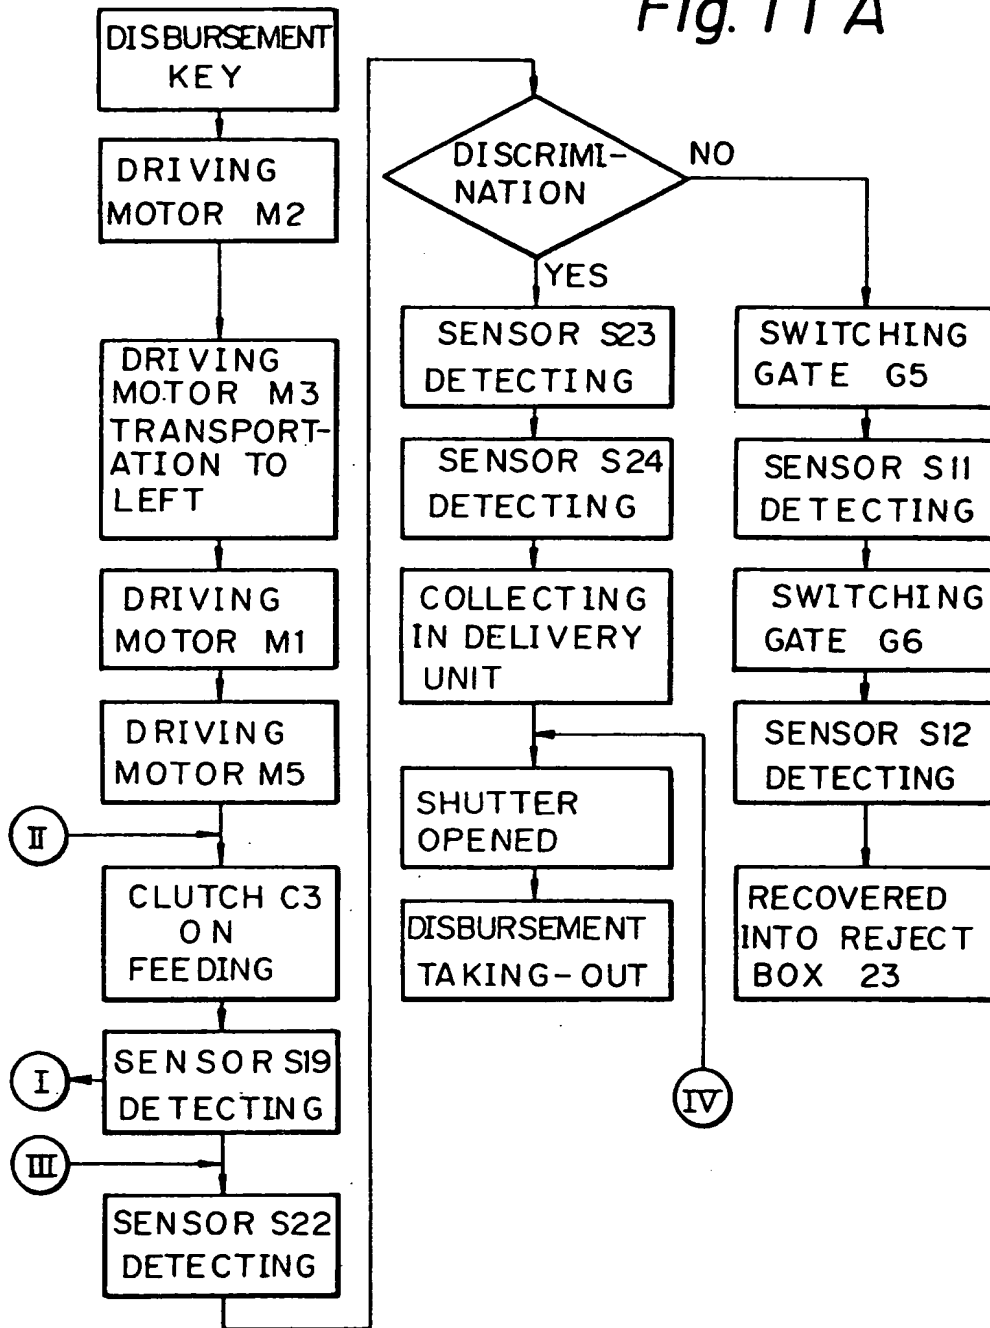 Fig. 11 A
DISBURSEMENT
KEY
DRIVING
MOTOR M2
DRIVING
MOTOR M3
TRANSPORT-
ATION TO
LEFT
DRIVING
MOTOR M1
DRIVING
MOTOR M5
II
CLUTCH C3
ON
FEEDING
SENSOR S19
DETECTING
I
III
SENSOR S22
DETECTING
DISCRIMI-
NATION
NO
YES
SENSOR S23
DETECTING
SENSOR S24
DETECTING
COLLECTING
IN DELIVERY
UNIT
SHUTTER
OPENED
DISBURSEMENT
TAKING-OUT
IV
SWITCHING
GATE G5
SENSOR S11
DETECTING
SWITCHING
GATE G6
SENSOR S12
DETECTING
RECOVERED
INTO REJECT
BOX 23